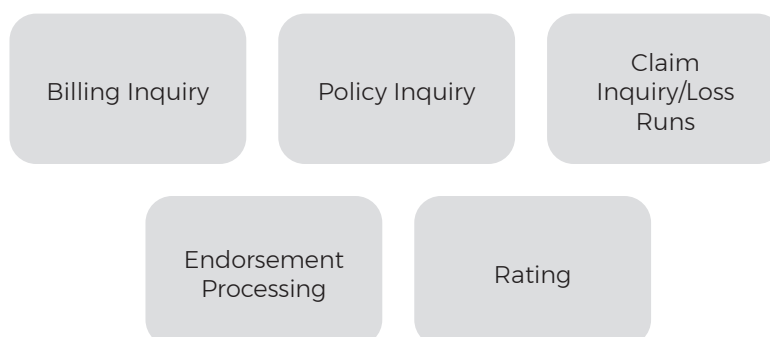 Billing Inquiry
Policy Inquiry
Claim
Inquiry/Loss
Runs
Endorsement
Processing
Rating